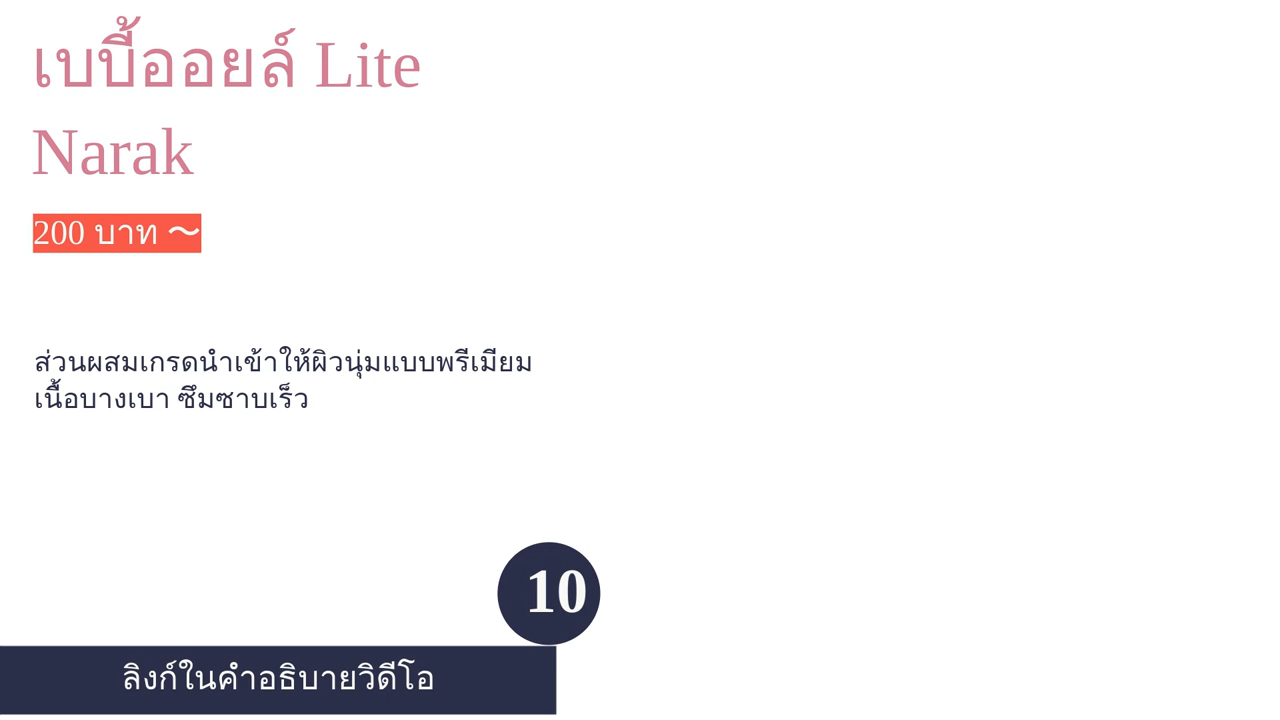 เบบี้ออยล์ Lite
Narak
200 บาท 〜
ส่วนผสมเกรดนำเข้าให้ผิวนุ่มแบบพรีเมียม
เนื้อบางเบา ซึมซาบเร็ว
10
ลิงก์ในคำอธิบายวิดีโอ